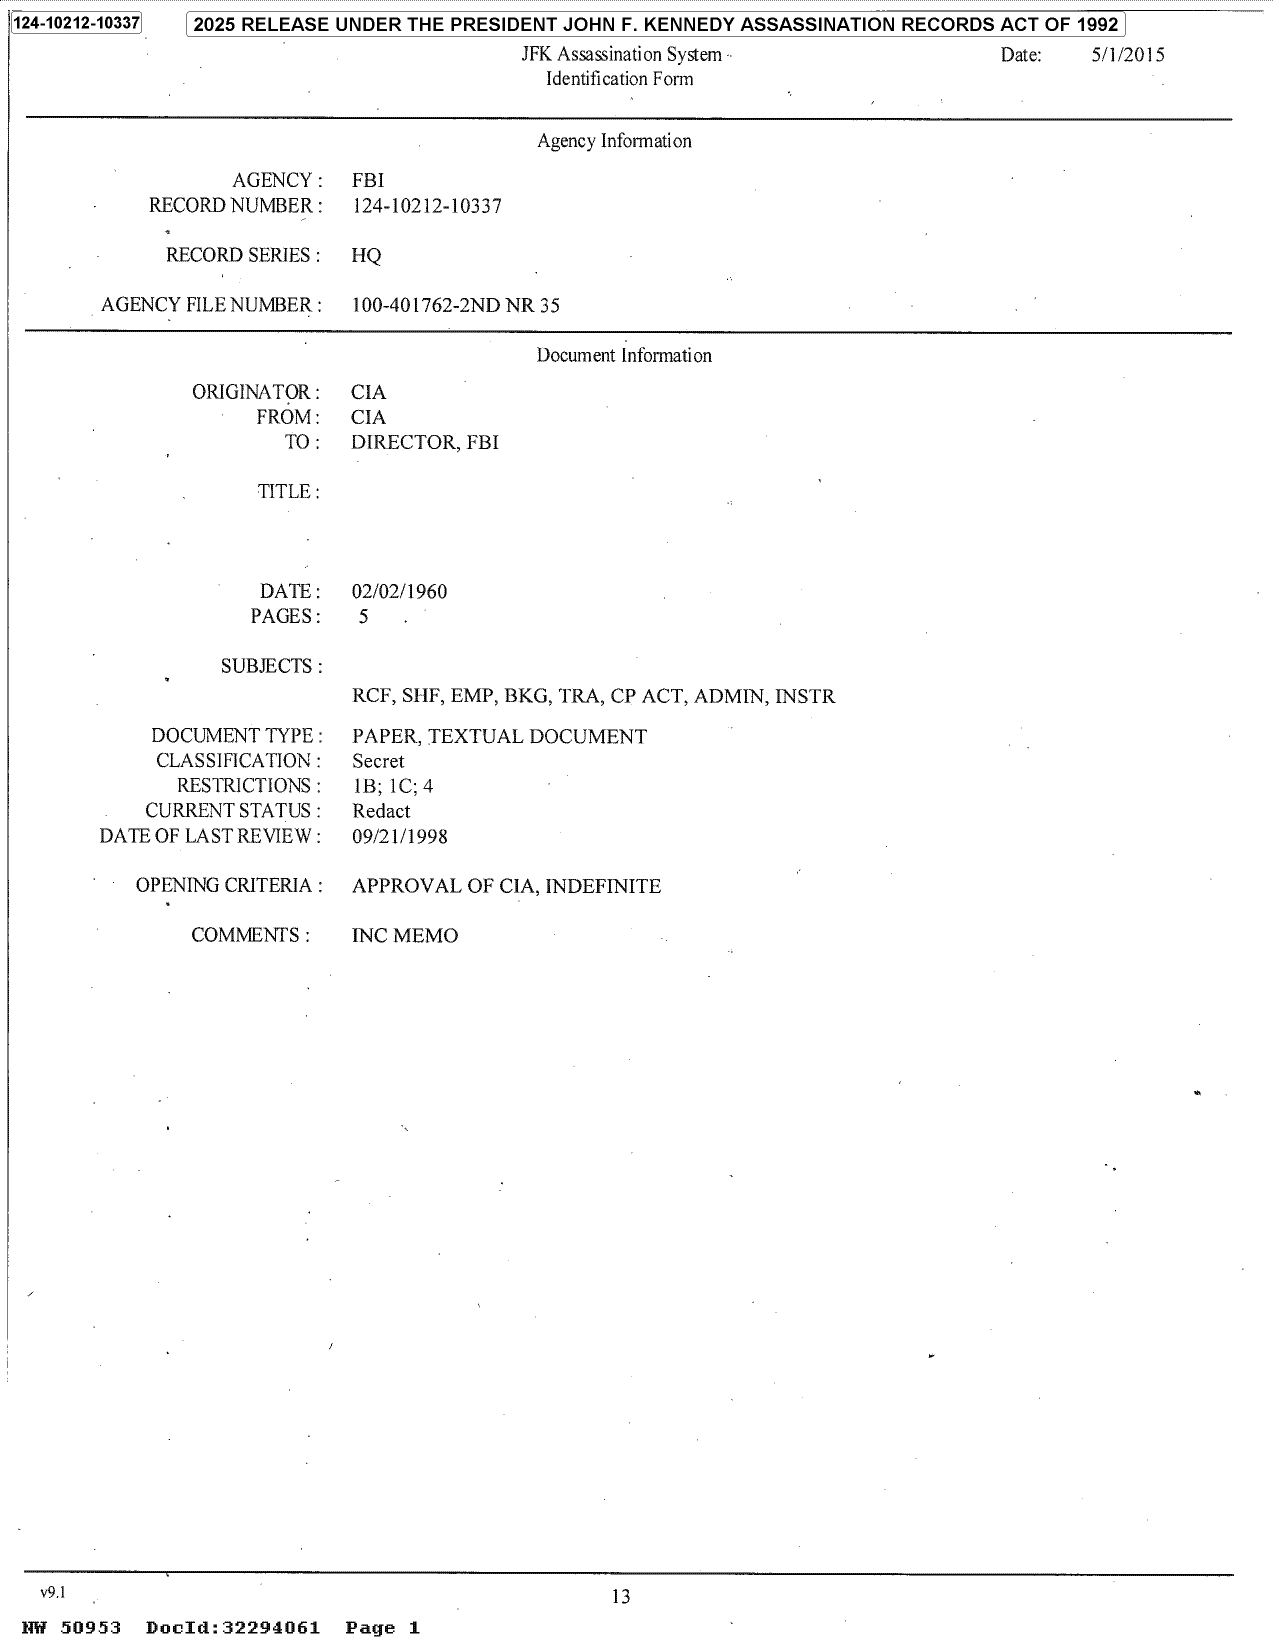 124-10212-10337
2025 RELEASE UNDER THE PRESIDENT JOHN F. KENNEDY ASSASSINATION RECORDS ACT OF 1992
JFK Assassination System
Date: 5/1/2015
Identification Form
Agency Information
AGENCY : FBI
RECORD NUMBER : 124-10212-10337
RECORD SERIES : HQ
AGENCY FILE NUMBER : 100-401762-2ND NR 35
Document Information
ORIGINATOR : CIA
FROM : CIA
TO : DIRECTOR, FBI
TITLE :
DATE : 02/02/1960
PAGES : 5
SUBJECTS :
RCF, SHF, EMP, BKG, TRA, CP ACT, ADMIN, INSTR
DOCUMENT TYPE : PAPER, TEXTUAL DOCUMENT
CLASSIFICATION : Secret
RESTRICTIONS : 1B; 1C; 4
CURRENT STATUS : Redact
DATE OF LAST REVIEW : 09/21/1998
OPENING CRITERIA : APPROVAL OF CIA, INDEFINITE
COMMENTS : INC MEMO
v9.1
13
NW 50953 DocId:32294061 Page 1